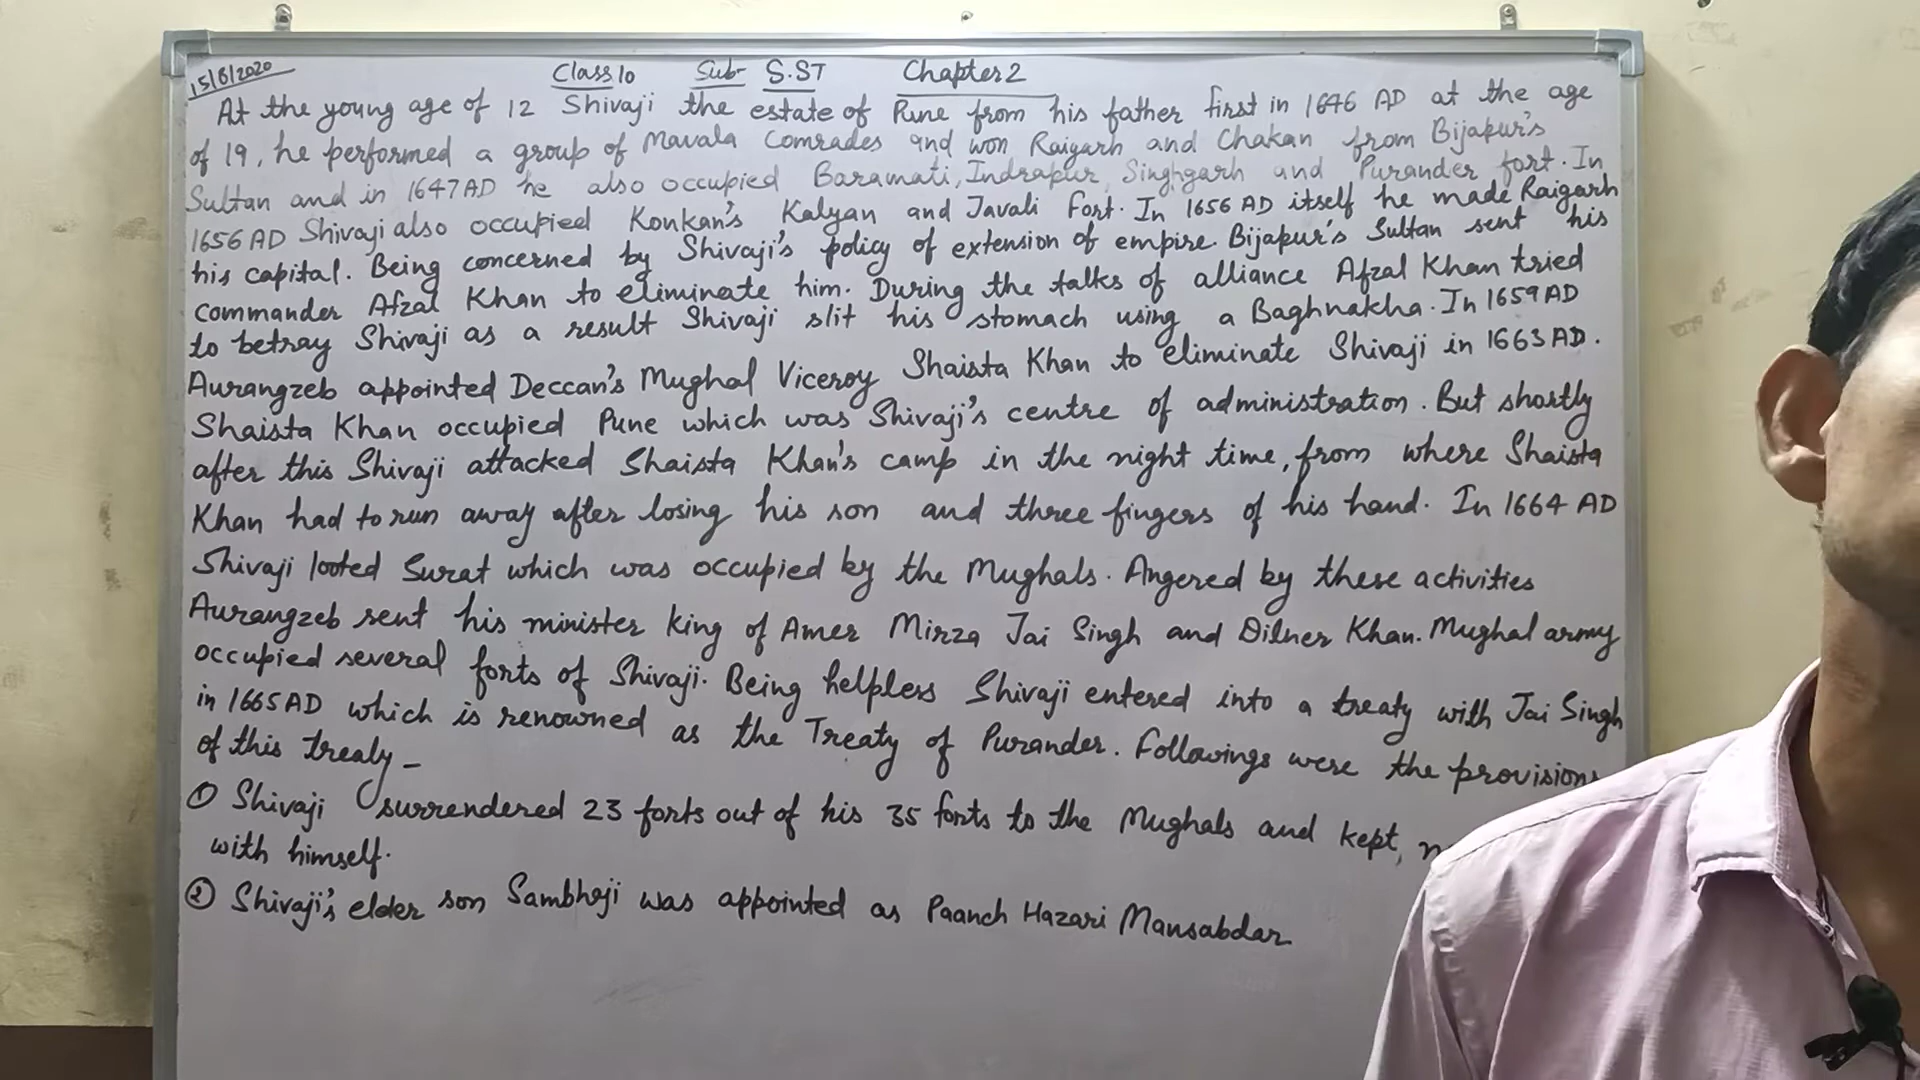 15/8/2020 Class 10 Sub- S.ST Chapter 2
At the young age of 12 Shivaji the estate of Pune from his father first in 1646 AD at the age
of 19, he performed a group of Mavala Comrades and won Raigarh and Chakan from Bijapur's
Sultan and in 1647 AD he also occupied Baramati, Indrapur, Singhgarh and Purander fort. In
1656 AD Shivaji also occupied Konkan's Kalyan and Javali Fort. In 1656 AD itself he made Raigarh
his capital. Being concerned by Shivaji's policy of extension of empire. Bijapur's Sultan sent his
commander Afzal Khan to eliminate him. During the talks of alliance Afzal Khan tried
to betray Shivaji as a result Shivaji slit his stomach using a Baghnakha. In 1659 AD
Aurangzeb appointed Deccan's Mughal Viceroy Shaista Khan to eliminate Shivaji in 1663 AD.
Shaista Khan occupied Pune which was Shivaji's centre of administration. But shortly
after this Shivaji attacked Shaista Khan's camp in the night time, from where Shaista
Khan had to run away after losing his son and three fingers of his hand. In 1664 AD
Shivaji looted Surat which was occupied by the Mughals. Angered by these activities
Aurangzeb sent his minister king of Amer Mirza Jai Singh and Dilner Khan. Mughal army
occupied several forts of Shivaji. Being helpless Shivaji entered into a treaty with Jai Singh
in 1665 AD which is renowned as the Treaty of Purander. Followings were the provisions
of this treaty -
① Shivaji surrendered 23 forts out of his 35 forts to the Mughals and kept,
with himself.
② Shivaji's elder son Sambhaji was appointed as Paanch Hazari Mansabdar